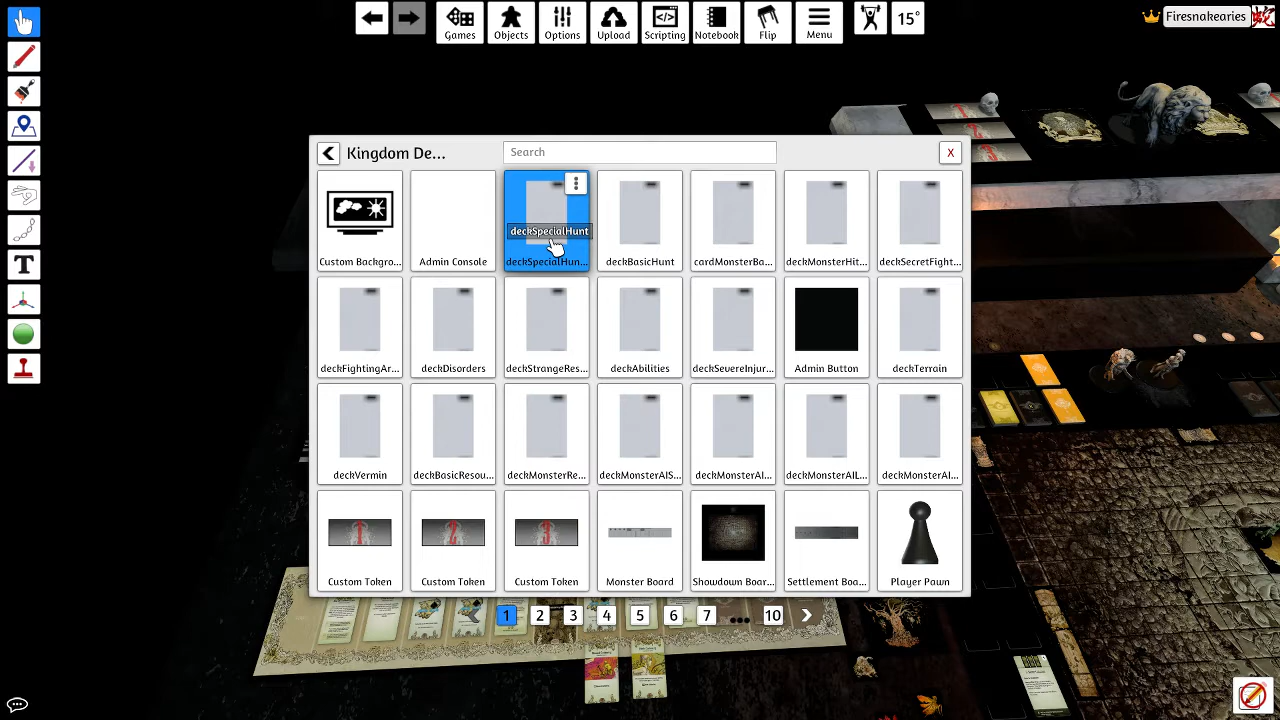 Games
Objects
Options
Upload
Scripting
Notebook
Flip
Menu
15°
Firesnakearies
Kingdom De...
Search
X
deckSpecialHunt
Custom Backgro...
Admin Console
deckSpecialHun...
deckBasicHunt
cardMonsterBa...
deckMonsterHit...
deckSecretFight...
deckFightingAr...
deckDisorders
deckStrangeRes...
deckAbilities
deckSevereInjur...
Admin Button
deckTerrain
deckVermin
deckBasicResou...
deckMonsterRe...
deckMonsterAIS...
deckMonsterAI...
deckMonsterAIL...
deckMonsterAI...
1
2
3
Custom Token
Custom Token
Custom Token
Monster Board
Showdown Boar...
Settlement Boa...
Player Pawn
1
2
3
4
5
6
7
10
T